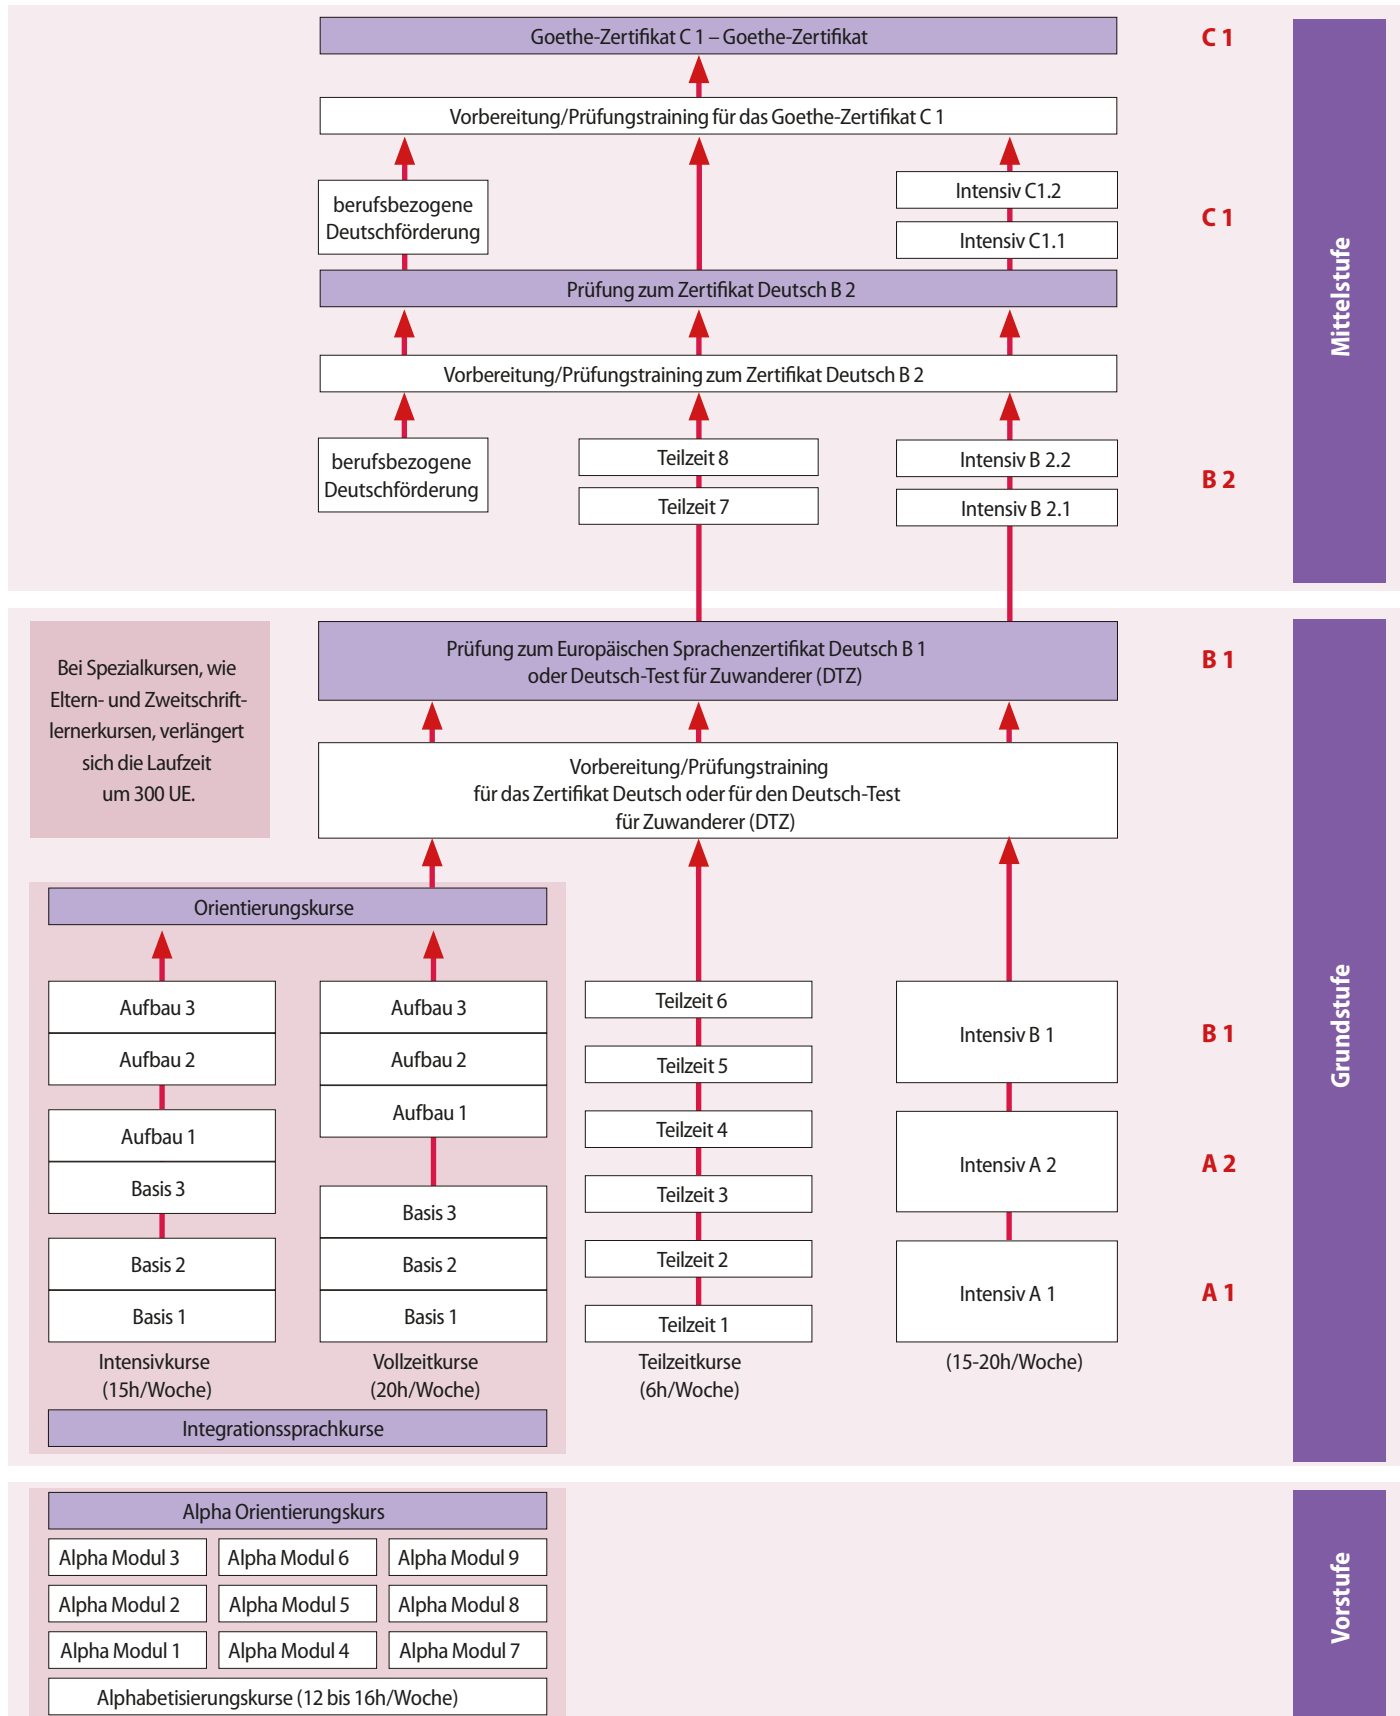 Goethe-Zertifikat C 1 – Goethe-Zertifikat
C 1
Vorbereitung/Prüfungstraining für das Goethe-Zertifikat C 1
berufsbezogene
Deutschförderung
Intensiv C1.2
Intensiv C1.1
C 1
Prüfung zum Zertifikat Deutsch B 2
Vorbereitung/Prüfungstraining zum Zertifikat Deutsch B 2
berufsbezogene
Deutschförderung
Teilzeit 8
Teilzeit 7
Intensiv B 2.2
Intensiv B 2.1
B 2
Mittelstufe
Bei Spezialkursen, wie
Eltern- und Zweitschrift-
lernerkursen, verlängert
sich die Laufzeit
um 300 UE.
Prüfung zum Europäischen Sprachenzertifikat Deutsch B 1
oder Deutsch-Test für Zuwanderer (DTZ)
B 1
Vorbereitung/Prüfungstraining
für das Zertifikat Deutsch oder für den Deutsch-Test
für Zuwanderer (DTZ)
Orientierungskurse
Aufbau 3
Aufbau 2
Aufbau 1
Basis 3
Basis 2
Basis 1
Intensivkurse
(15h/Woche)
Aufbau 3
Aufbau 2
Aufbau 1
Basis 3
Basis 2
Basis 1
Vollzeitkurse
(20h/Woche)
Integrationssprachkurse
Teilzeit 6
Teilzeit 5
Teilzeit 4
Teilzeit 3
Teilzeit 2
Teilzeit 1
Teilzeitkurse
(6h/Woche)
Intensiv B 1
Intensiv A 2
Intensiv A 1
(15-20h/Woche)
B 1
A 2
A 1
Grundstufe
Alpha Orientierungskurs
Alpha Modul 3
Alpha Modul 6
Alpha Modul 9
Alpha Modul 2
Alpha Modul 5
Alpha Modul 8
Alpha Modul 1
Alpha Modul 4
Alpha Modul 7
Alphabetisierungskurse (12 bis 16h/Woche)
Vorstufe